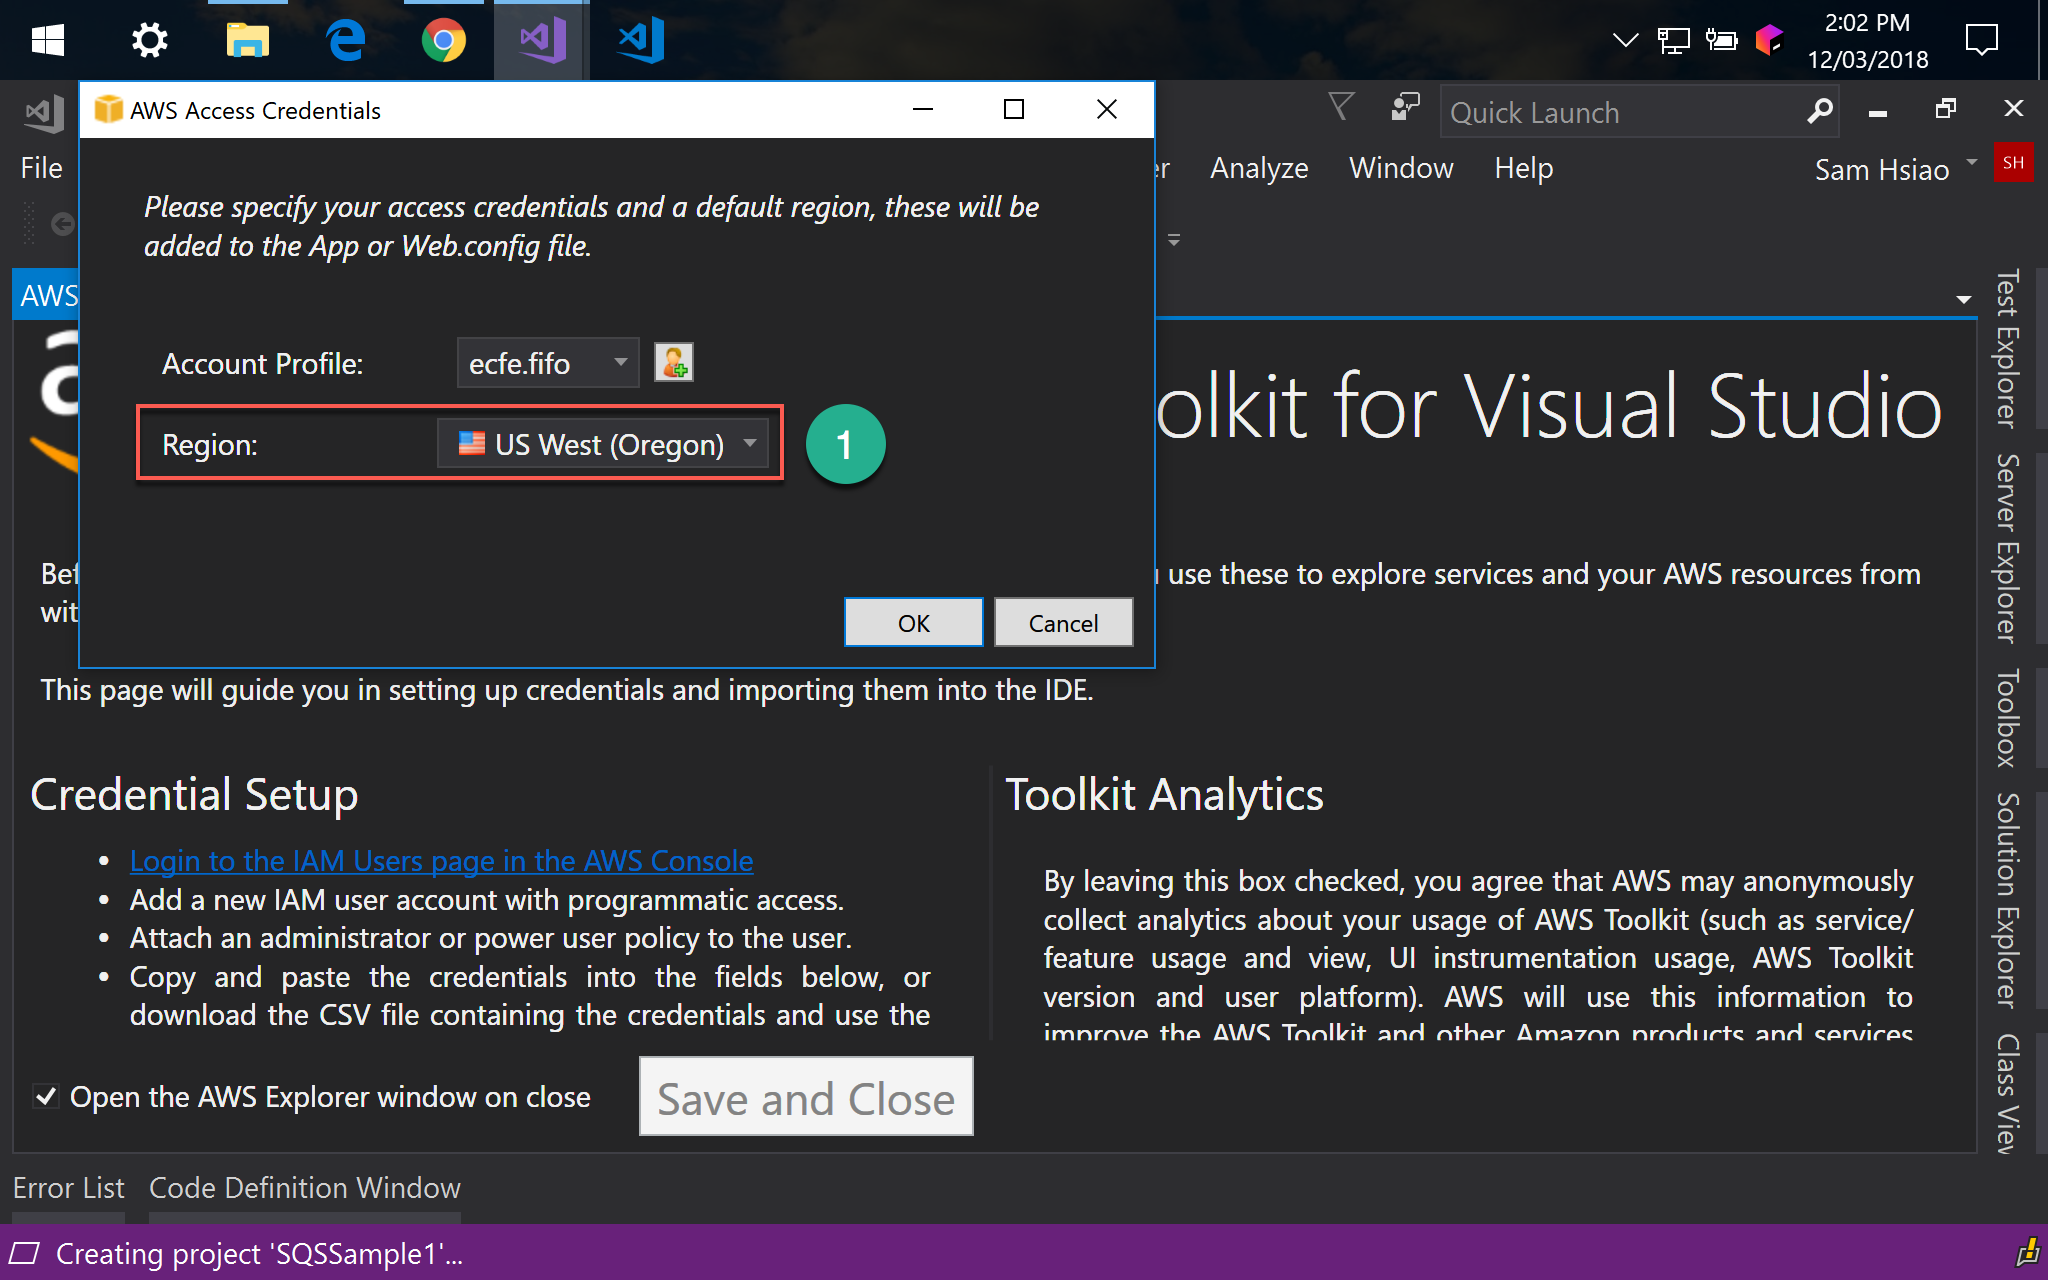 2:02 PM
12/03/2018
AWS Access Credentials
Quick Launch
File
Analyze
Window
Help
Sam Hsiao
SH
Please specify your access credentials and a default region, these will be
added to the App or Web.config file.
AWS
Account Profile:
ecfe.fifo
Region:
US West (Oregon)
1
OK
Cancel
olkit for Visual Studio
use these to explore services and your AWS resources from
This page will guide you in setting up credentials and importing them into the IDE.
Credential Setup
Login to the IAM Users page in the AWS Console
• Add a new IAM user account with programmatic access.
• Attach an administrator or power user policy to the user.
• Copy and paste the credentials into the fields below, or
download the CSV file containing the credentials and use the
Open the AWS Explorer window on close
Save and Close
Toolkit Analytics
By leaving this box checked, you agree that AWS may anonymously
collect analytics about your usage of AWS Toolkit (such as service/
feature usage and view, UI instrumentation usage, AWS Toolkit
version and user platform). AWS will use this information to
improve the AWS Toolkit and other Amazon products and services
Test Explorer
Server Explorer
Toolbox
Solution Explorer
Class View
Error List
Code Definition Window
Creating project 'SQSSample1'...